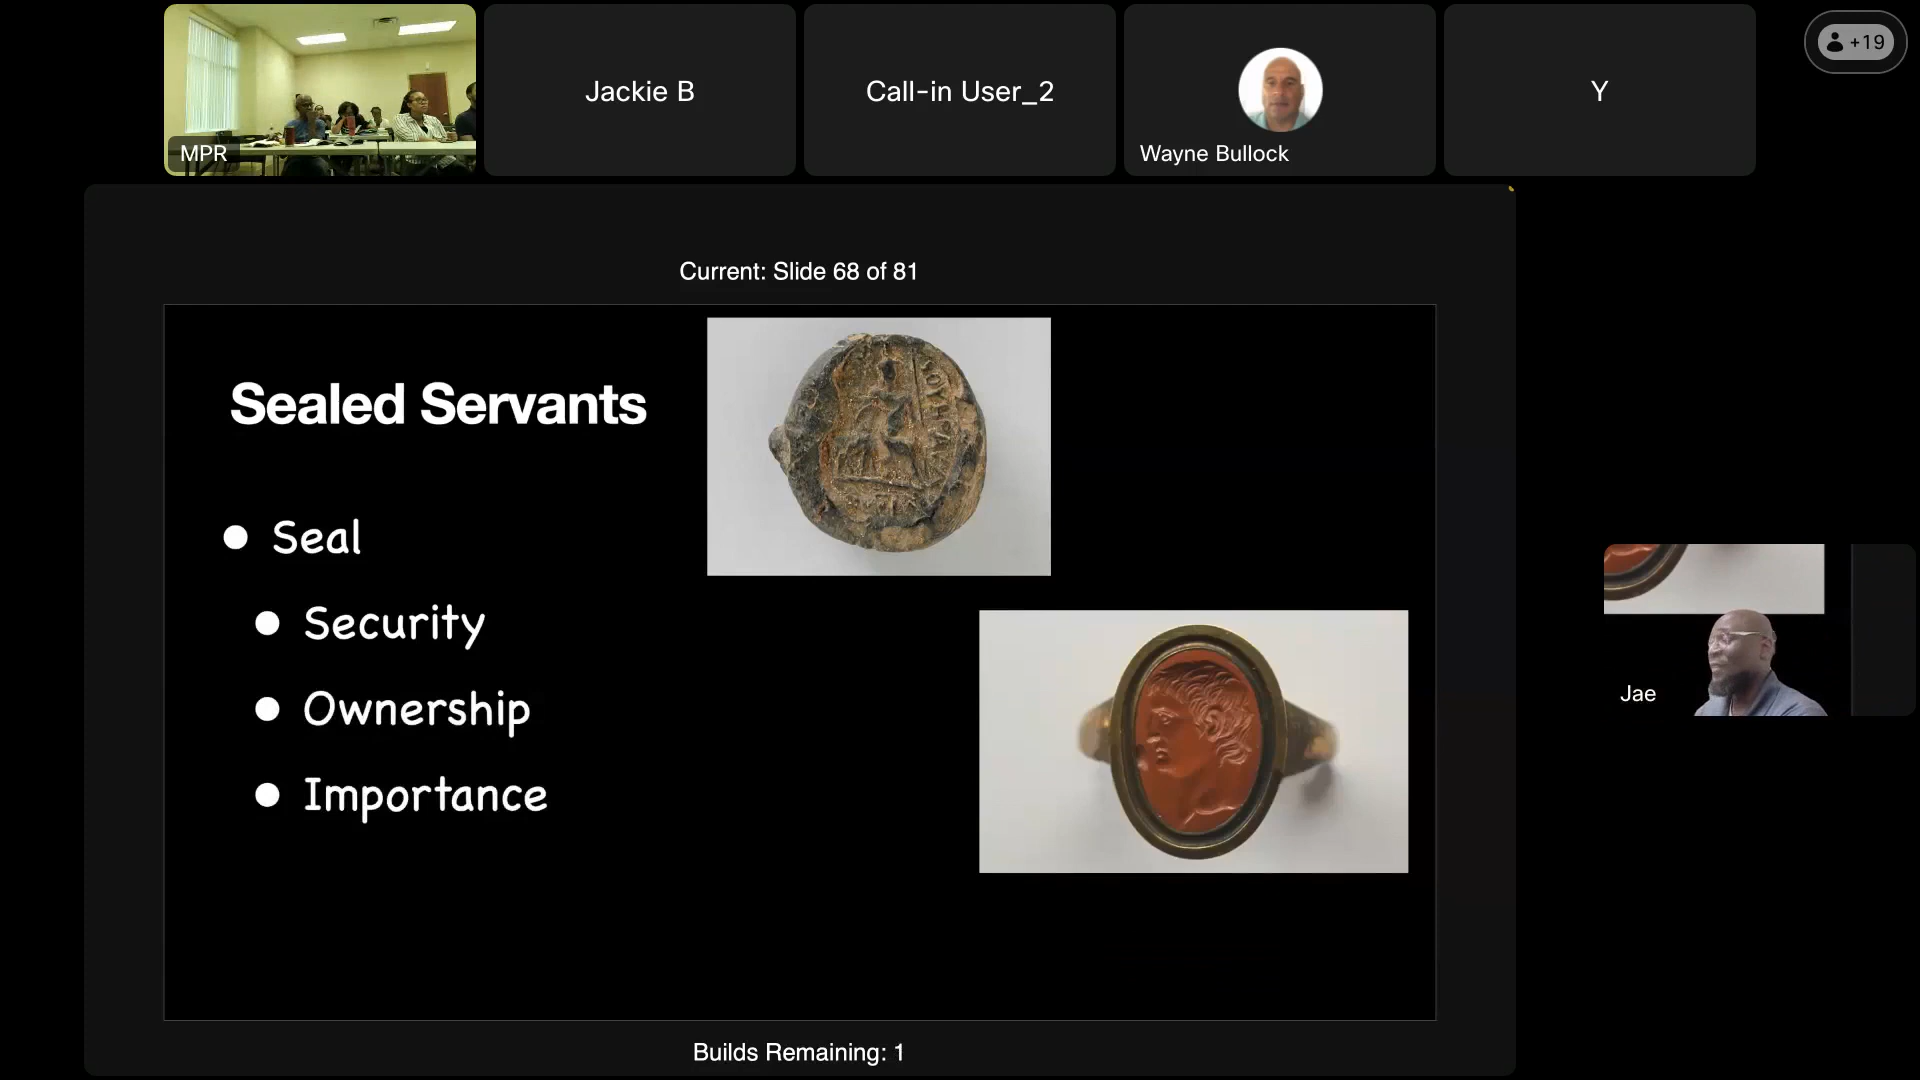 MPR
Jackie B
Call-in User_2
Wayne Bullock
Y
+19
Current: Slide 68 of 81
Sealed Servants
Seal
Security
Ownership
Importance
Jae
Builds Remaining: 1